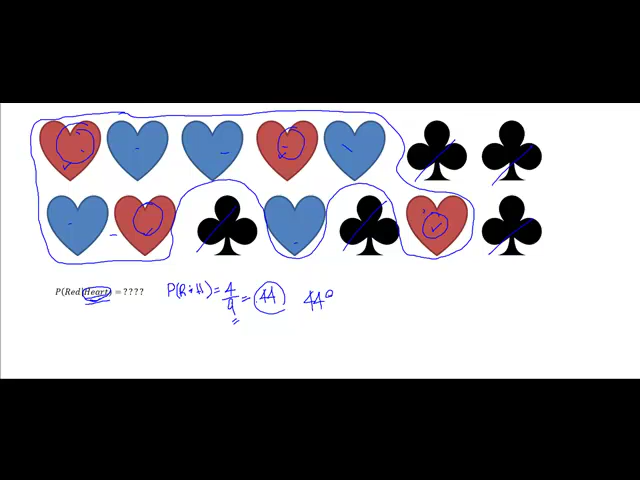 P(Red|Heart) = ???? P(R + H) = 4/9 = .44 44%